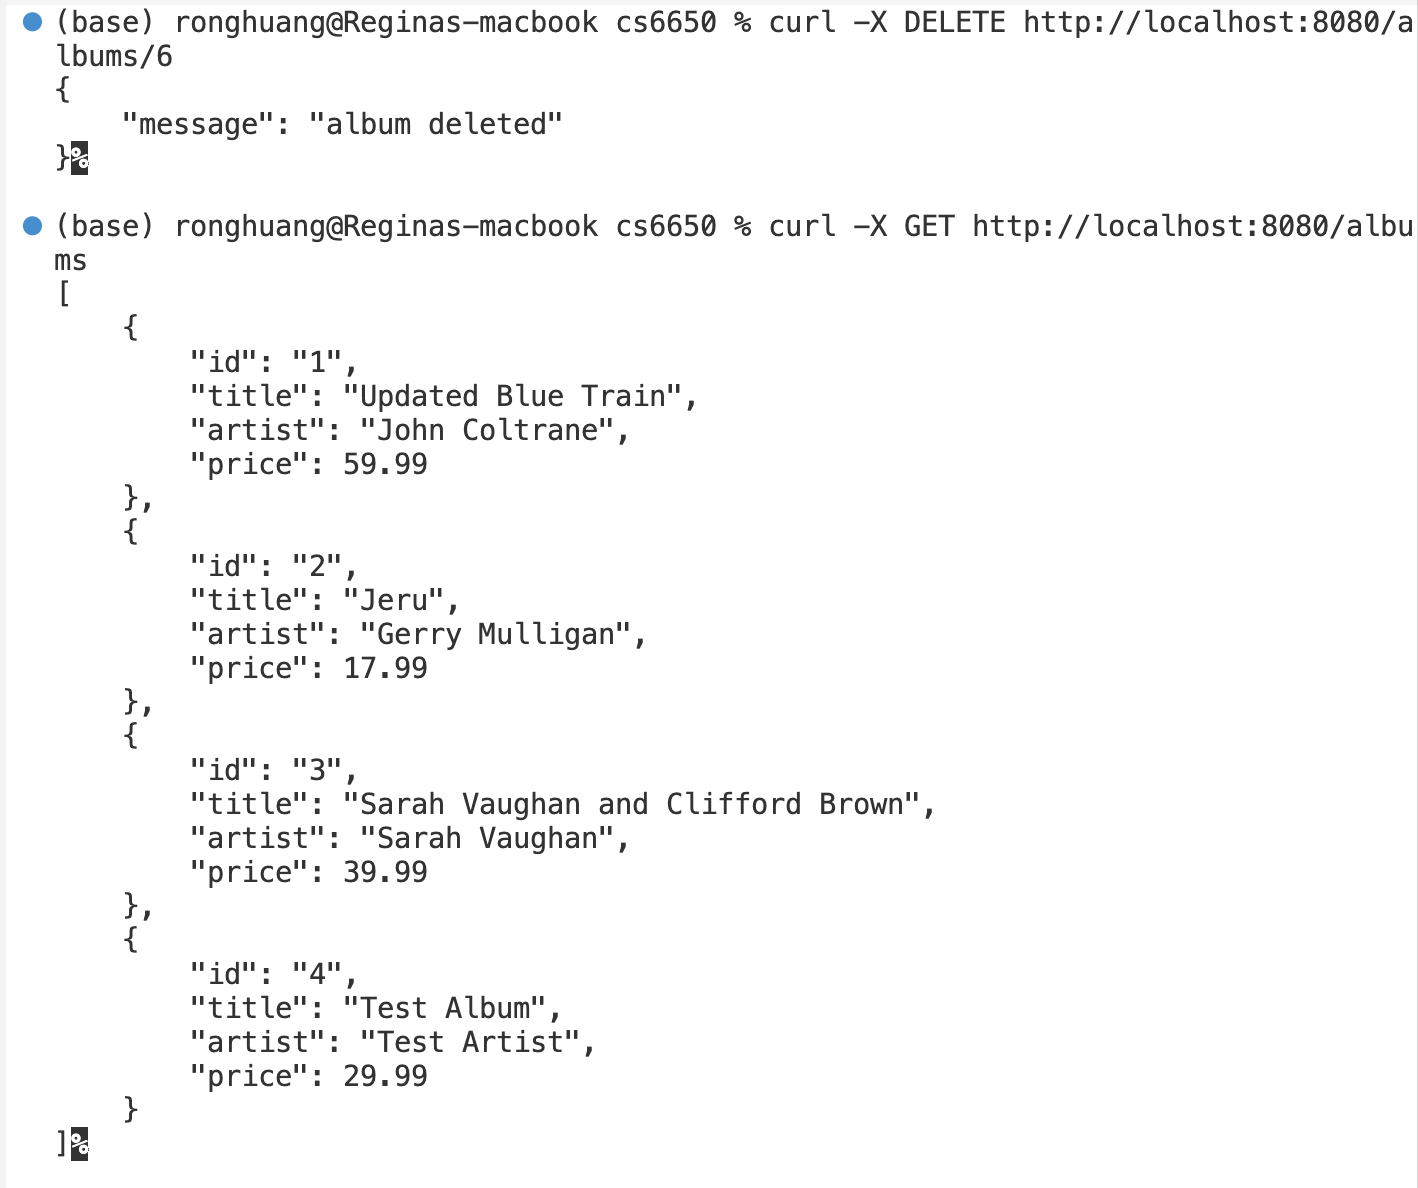 (base) ronghuang@Reginas-macbook cs6650 % curl -X DELETE http://localhost:8080/a
lbums/6
{
    "message": "album deleted"
}%
(base) ronghuang@Reginas-macbook cs6650 % curl -X GET http://localhost:8080/albu
ms
[
    {
        "id": "1",
        "title": "Updated Blue Train",
        "artist": "John Coltrane",
        "price": 59.99
    },
    {
        "id": "2",
        "title": "Jeru",
        "artist": "Gerry Mulligan",
        "price": 17.99
    },
    {
        "id": "3",
        "title": "Sarah Vaughan and Clifford Brown",
        "artist": "Sarah Vaughan",
        "price": 39.99
    },
    {
        "id": "4",
        "title": "Test Album",
        "artist": "Test Artist",
        "price": 29.99
    }
]%